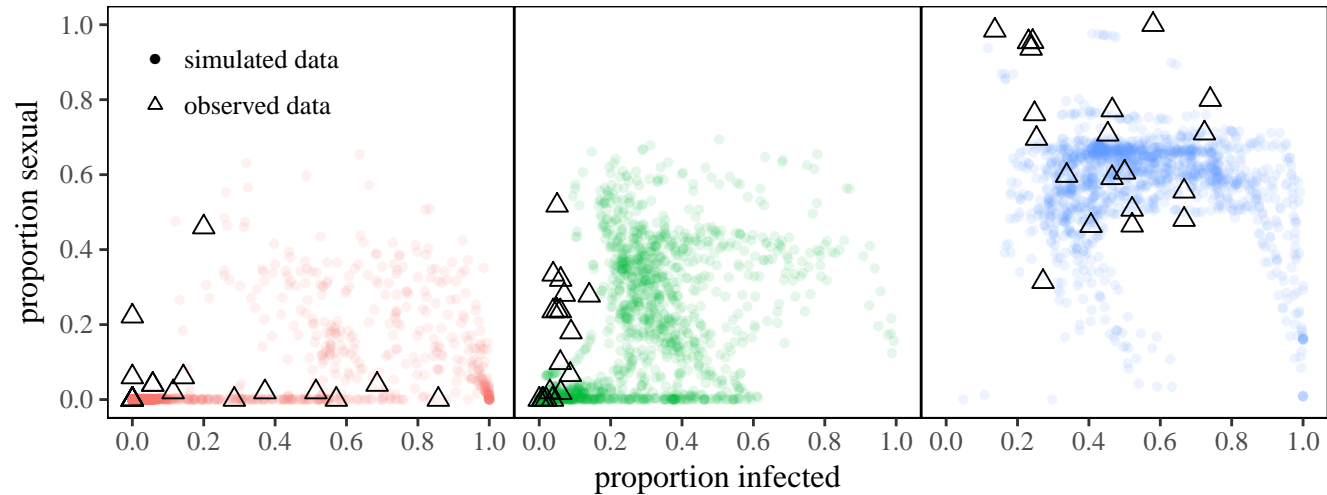 1.0
0.8
0.6
0.4
0.2
0.0
proportion sexual
simulated data
observed data
0.0 0.2 0.4 0.6 0.8 1.0
0.0 0.2 0.4 0.6 0.8 1.0
0.0 0.2 0.4 0.6 0.8 1.0
proportion infected